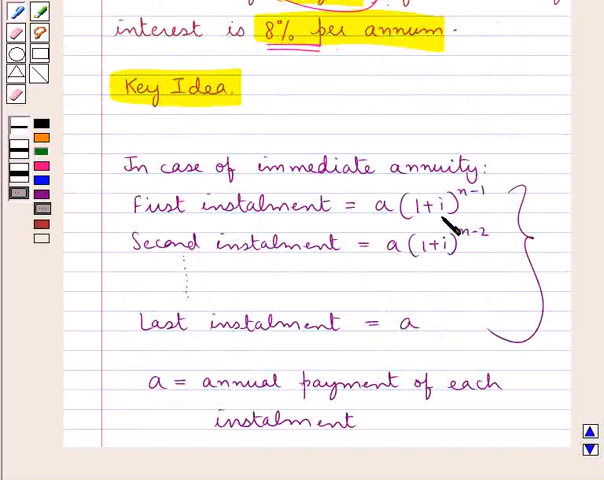 interest is 8% per annum.
Key Idea.
In case of immediate annuity:
First instalment = a(1+i)^{n-1}
Second instalment = a(1+i)^{n-2}
Last instalment = a
a = annual payment of each
instalment